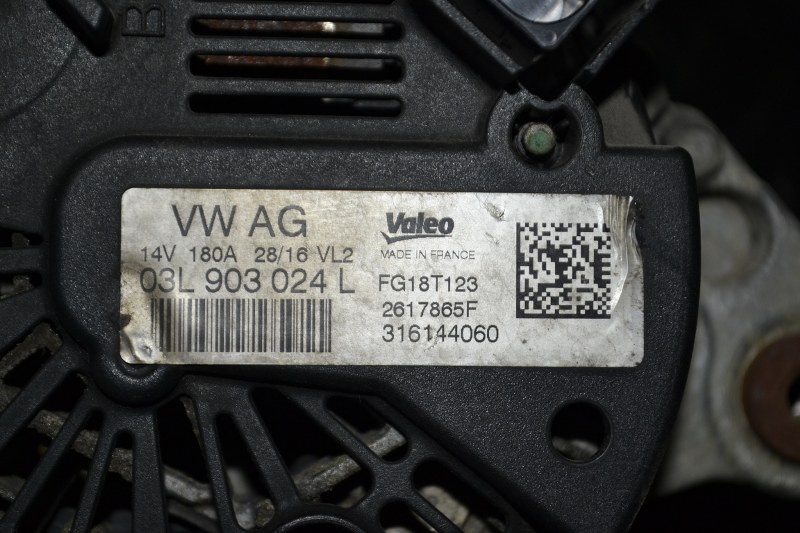 B
VW AG
14V 180A 28/16 VL2
03L 903 024 L
Valeo
MADE IN FRANCE
FG18T123
2617865F
316144060